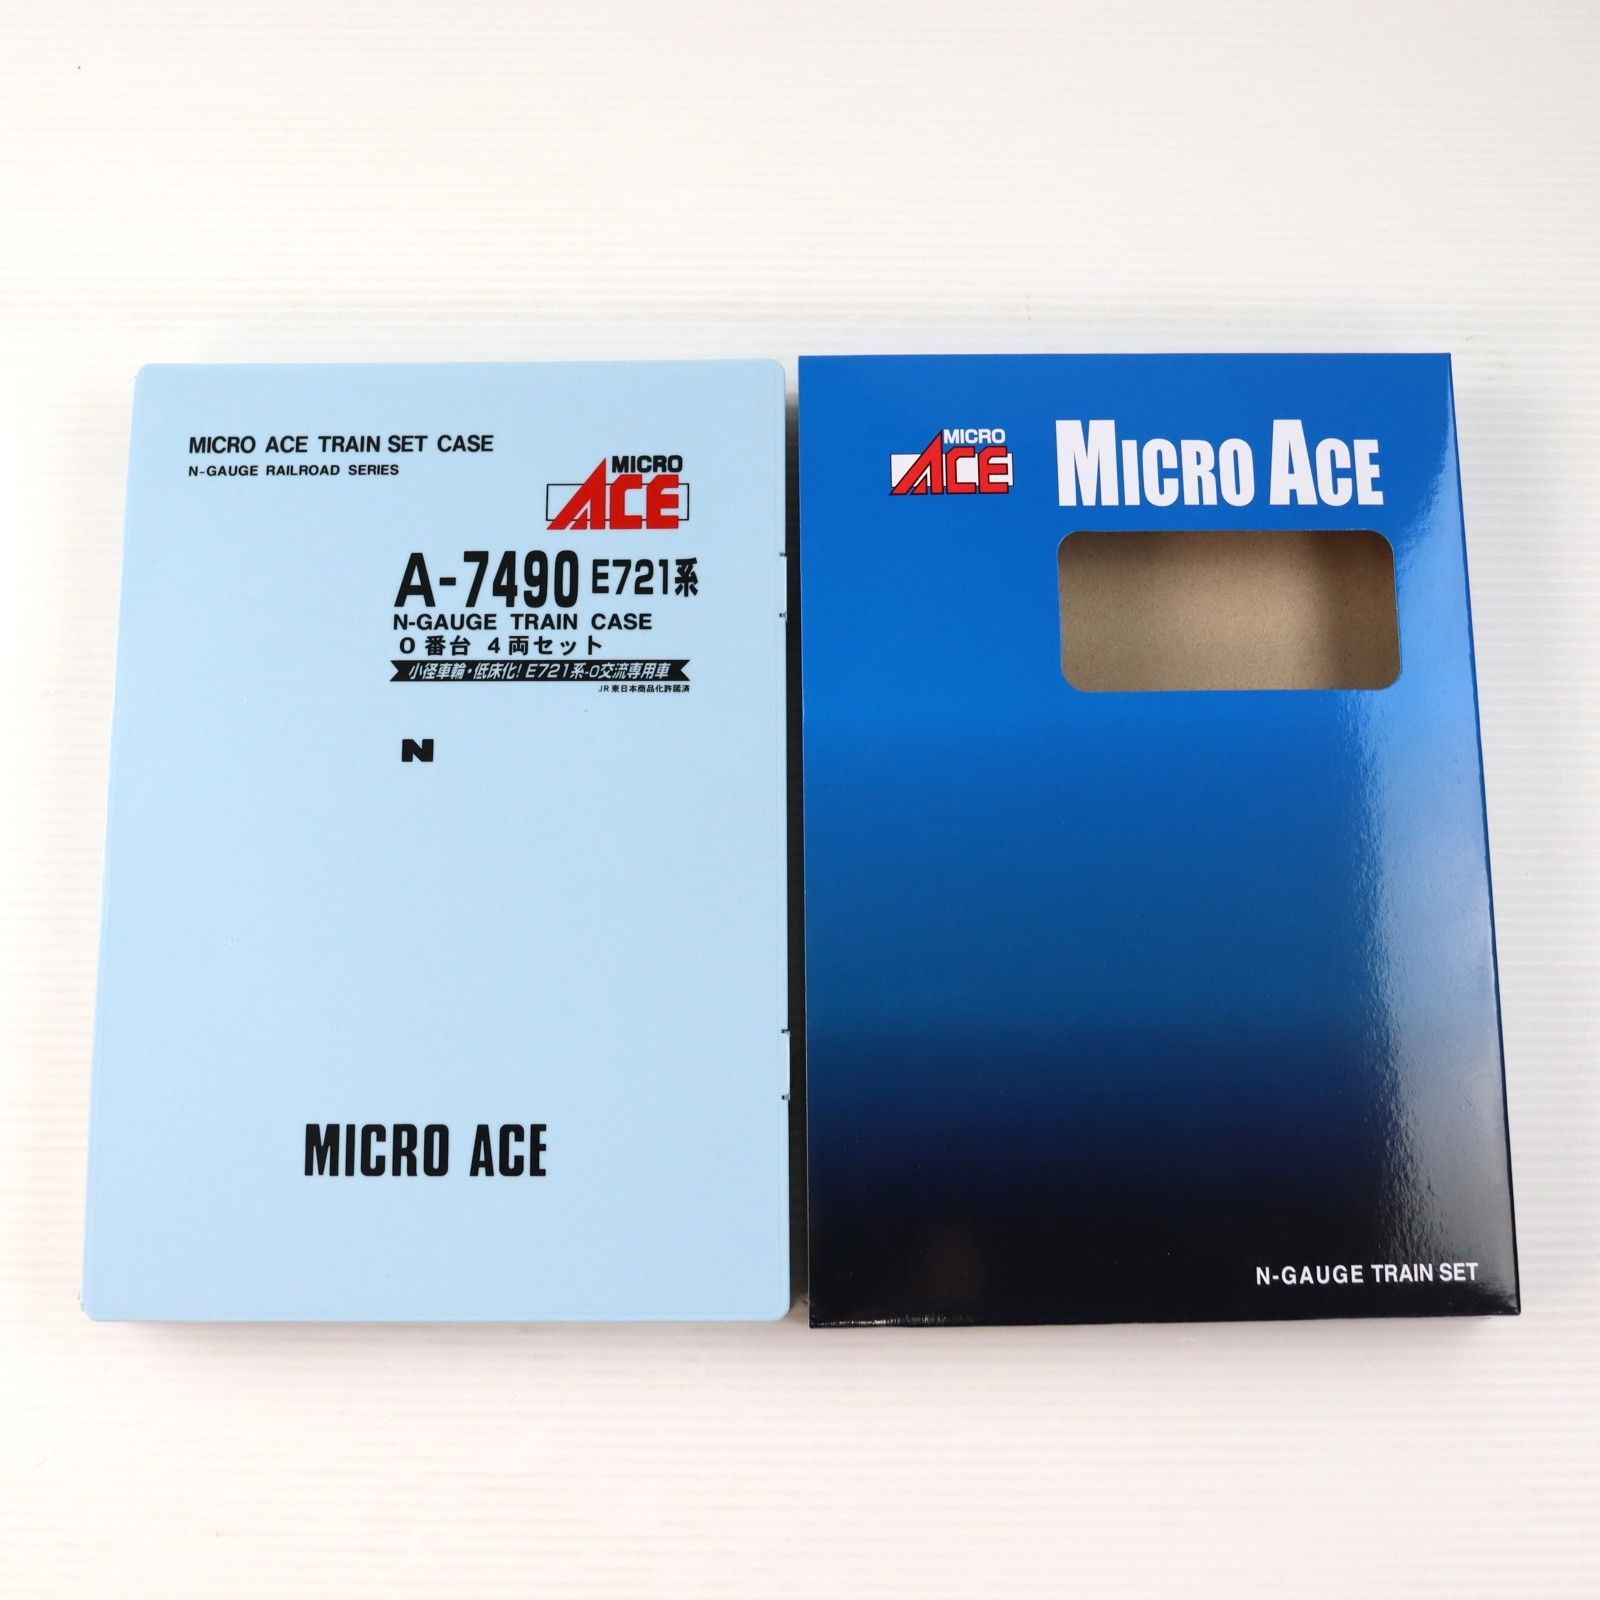 MICRO ACE TRAIN SET CASE
N-GAUGE RAILROAD SERIES
MICRO
ACE
A-7490 E721系
N-GAUGE TRAIN CASE
0番台 4両セット
小径車輪・低床化!E721系-0交流専用車
JR東日本商品化許諾済
N
MICRO ACE
MICRO
ACE
MICRO ACE
N-GAUGE TRAIN SET